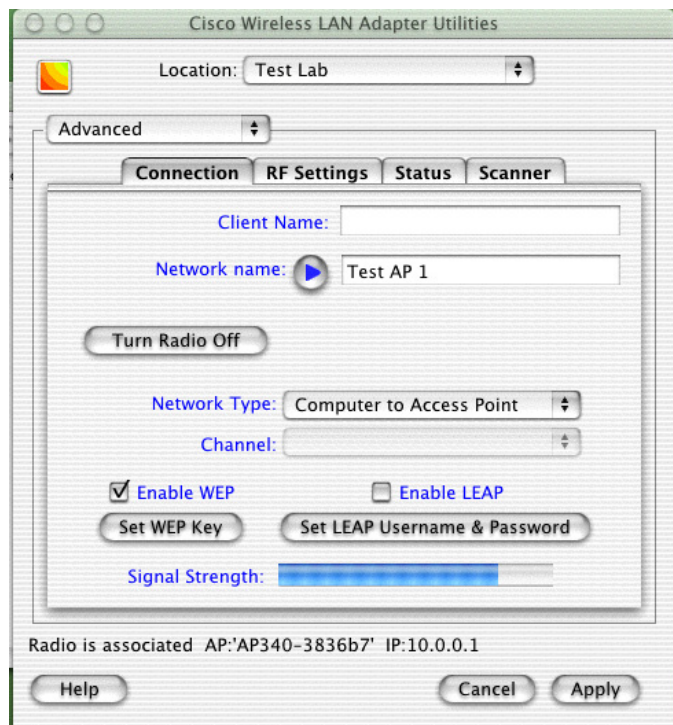 Cisco Wireless LAN Adapter Utilities
Location: Test Lab
Advanced
Connection RF Settings Status Scanner
Client Name:
Network name: Test AP 1
Turn Radio Off
Network Type: Computer to Access Point
Channel:
Enable WEP Enable LEAP
Set WEP Key Set LEAP Username & Password
Signal Strength:
Radio is associated AP:'AP340-3836b7' IP:10.0.0.1
Help Cancel Apply